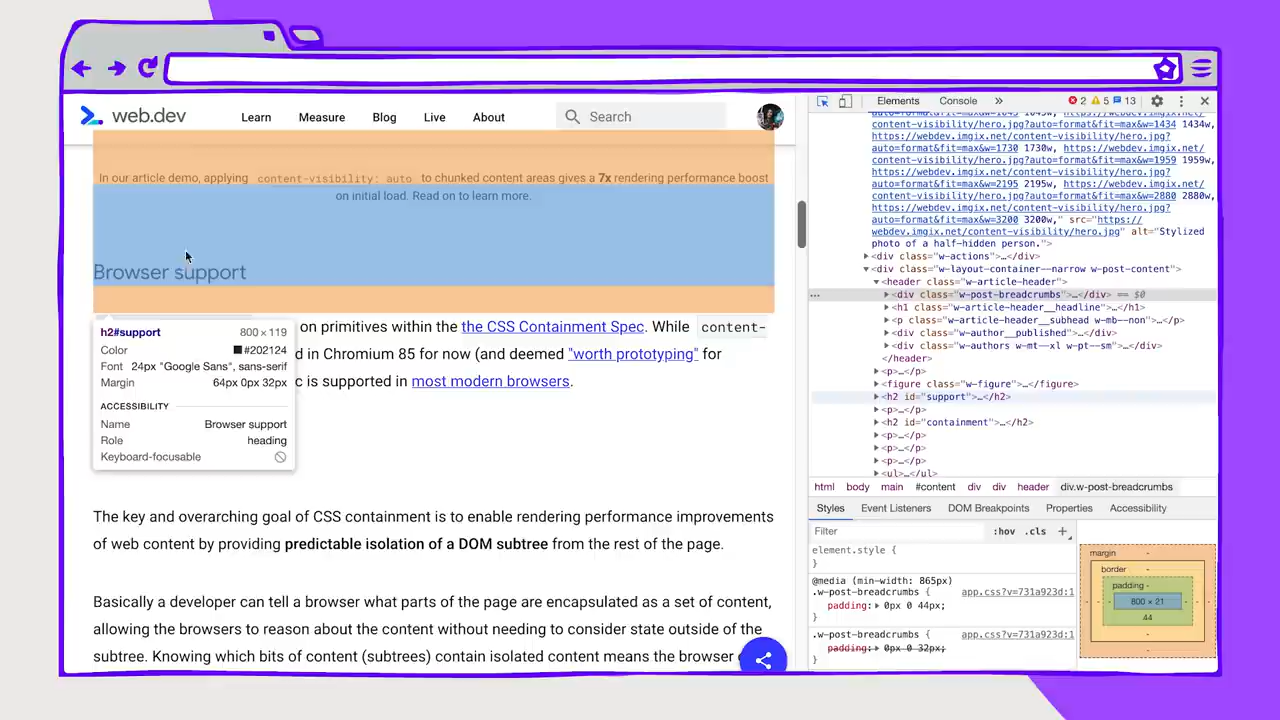 web.dev
Learn
Measure
Blog
Live
About
Search
In our article demo, applying content-visibility: auto to chunked content areas gives a 7x rendering performance boost
on initial load. Read on to learn more.
Browser support
on primitives within the the CSS Containment Spec. While content-
d in Chromium 85 for now (and deemed "worth prototyping" for
c is supported in most modern browsers.
h2#support 800 × 119
Color #202124
Font 24px "Google Sans", sans-serif
Margin 64px 0px 32px
ACCESSIBILITY
Name Browser support
Role heading
Keyboard-focusable
The key and overarching goal of CSS containment is to enable rendering performance improvements
of web content by providing predictable isolation of a DOM subtree from the rest of the page.
Basically a developer can tell a browser what parts of the page are encapsulated as a set of content,
allowing the browsers to reason about the content without needing to consider state outside of the
subtree. Knowing which bits of content (subtrees) contain isolated content means the browser
Elements Console » 2 5 13
content-visibility/hero.jpg?auto=format&fit=max&w=1434 1434w,
https://webdev.imgix.net/content-visibility/hero.jpg?
auto=format&fit=max&w=1730 1730w, https://webdev.imgix.net/
content-visibility/hero.jpg?auto=format&fit=max&w=1959 1959w,
https://webdev.imgix.net/content-visibility/hero.jpg?
auto=format&fit=max&w=2195 2195w, https://webdev.imgix.net/
content-visibility/hero.jpg?auto=format&fit=max&w=2880 2880w,
https://webdev.imgix.net/content-visibility/hero.jpg?
auto=format&fit=max&w=3200 3200w," src="https://
webdev.imgix.net/content-visibility/hero.jpg" alt="Stylized
photo of a half-hidden person.">
<div class="w-actions">…</div>
<div class="w-layout-container--narrow w-post-content">
<header class="w-article-header">
<div class="w-post-breadcrumbs">…</div> == $0
<h1 class="w-article-header__headline">…</h1>
<p class="w-article-header__subhead w-mb--non">…</p>
<div class="w-author__published">…</div>
<div class="w-authors w-mt--xl w-pt--sm">…</div>
</header>
<p>…</p>
<figure class="w-figure">…</figure>
<h2 id="support">…</h2>
<p>…</p>
<h2 id="containment">…</h2>
<p>…</p>
<p>…</p>
<p>…</p>
<ul>…</ul>
html body main #content div div header div.w-post-breadcrumbs
Styles Event Listeners DOM Breakpoints Properties Accessibility
Filter :hov .cls +
element.style {
}
@media (min-width: 865px)
.w-post-breadcrumbs { app.css?v=731a923d:1
padding: 0px 0 44px;
}
.w-post-breadcrumbs { app.css?v=731a923d:1
padding: 0px 0 32px;
}
margin -
border -
padding -
800 × 21
44
-
-